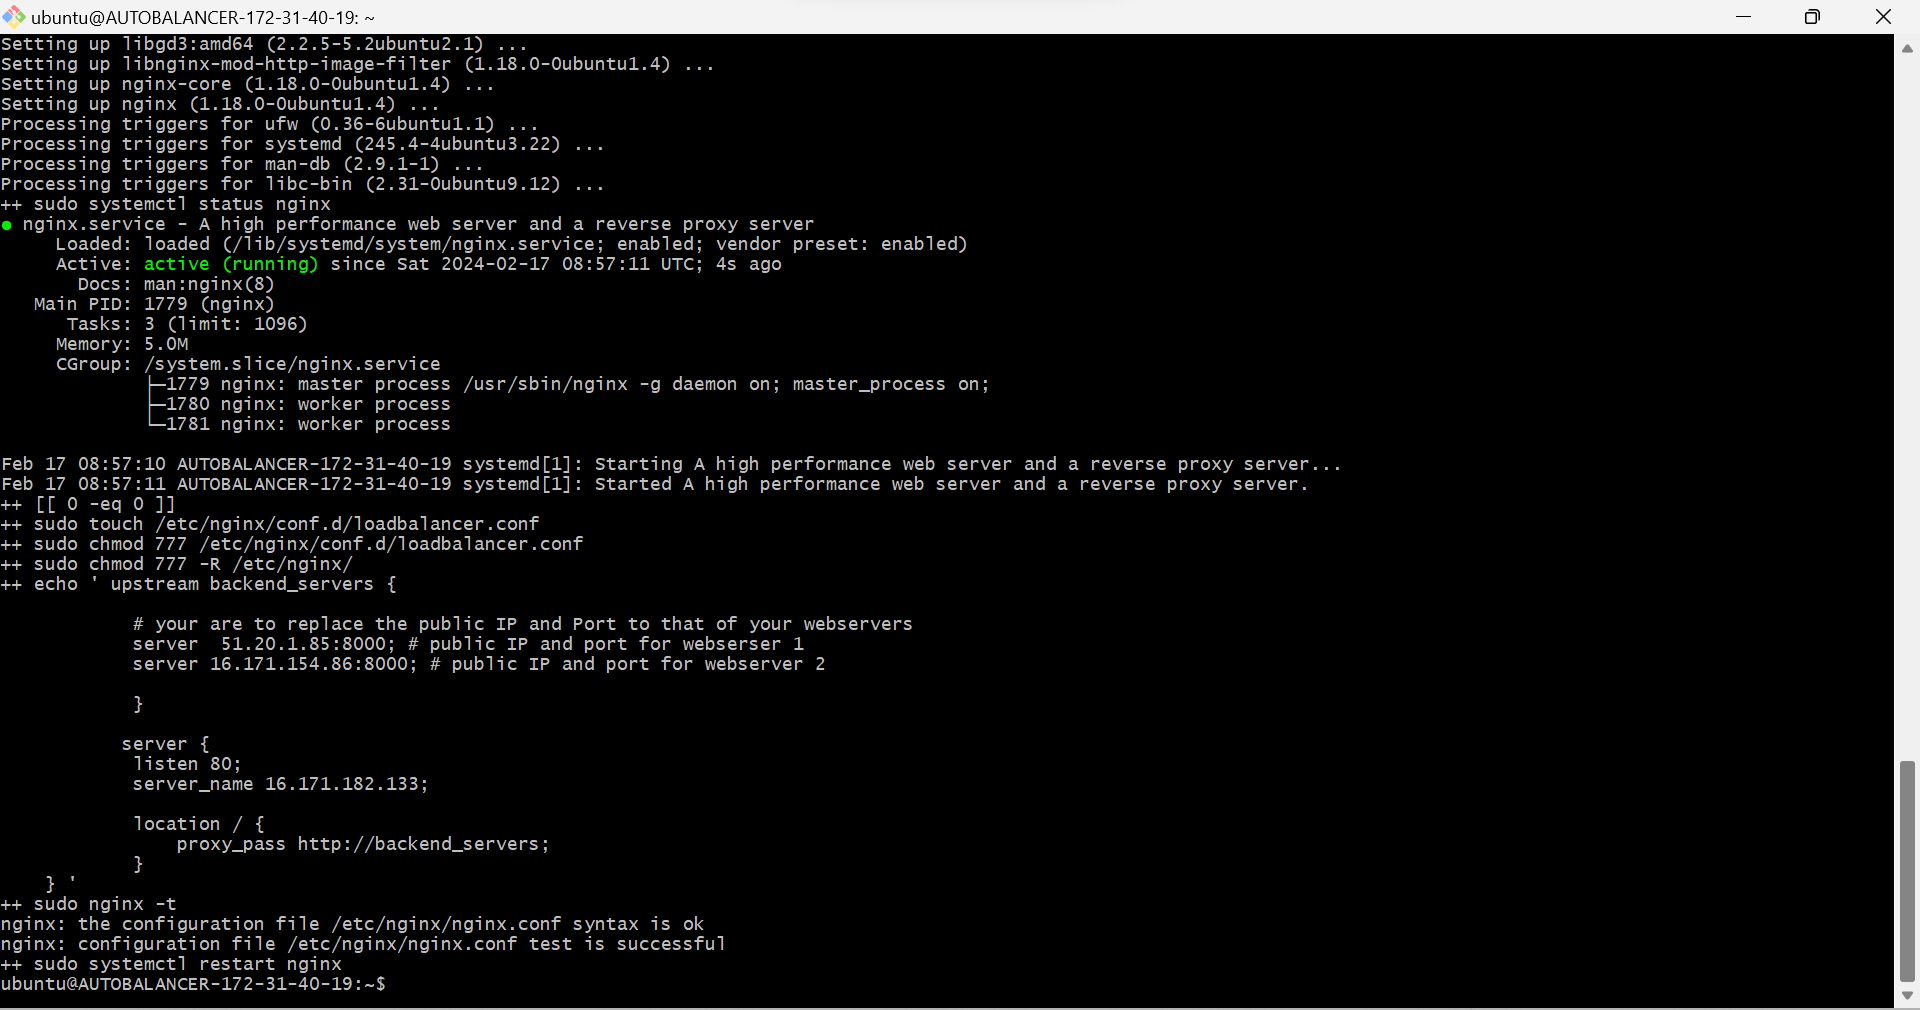 ubuntu@AUTOBALANCER-172-31-40-19: ~
Setting up libgd3:amd64 (2.2.5-5.2ubuntu2.1) ...
Setting up libnginx-mod-http-image-filter (1.18.0-0ubuntu1.4) ...
Setting up nginx-core (1.18.0-0ubuntu1.4) ...
Setting up nginx (1.18.0-0ubuntu1.4) ...
Processing triggers for ufw (0.36-6ubuntu1.1) ...
Processing triggers for systemd (245.4-4ubuntu3.22) ...
Processing triggers for man-db (2.9.1-1) ...
Processing triggers for libc-bin (2.31-0ubuntu9.12) ...
++ sudo systemctl status nginx
● nginx.service - A high performance web server and a reverse proxy server
Loaded: loaded (/lib/systemd/system/nginx.service; enabled; vendor preset: enabled)
Active: active (running) since Sat 2024-02-17 08:57:11 UTC; 4s ago
Docs: man:nginx(8)
Main PID: 1779 (nginx)
Tasks: 3 (limit: 1096)
Memory: 5.0M
CGroup: /system.slice/nginx.service
├─1779 nginx: master process /usr/sbin/nginx -g daemon on; master_process on;
├─1780 nginx: worker process
└─1781 nginx: worker process
Feb 17 08:57:10 AUTOBALANCER-172-31-40-19 systemd[1]: Starting A high performance web server and a reverse proxy server...
Feb 17 08:57:11 AUTOBALANCER-172-31-40-19 systemd[1]: Started A high performance web server and a reverse proxy server.
++ [[ 0 -eq 0 ]]
++ sudo touch /etc/nginx/conf.d/loadbalancer.conf
++ sudo chmod 777 /etc/nginx/conf.d/loadbalancer.conf
++ sudo chmod 777 -R /etc/nginx/
++ echo ' upstream backend_servers {
# your are to replace the public IP and Port to that of your webservers
server  51.20.1.85:8000; # public IP and port for webserser 1
server 16.171.154.86:8000; # public IP and port for webserver 2
}
server {
listen 80;
server_name 16.171.182.133;
location / {
proxy_pass http://backend_servers;
}
} '
++ sudo nginx -t
nginx: the configuration file /etc/nginx/nginx.conf syntax is ok
nginx: configuration file /etc/nginx/nginx.conf test is successful
++ sudo systemctl restart nginx
ubuntu@AUTOBALANCER-172-31-40-19:~$